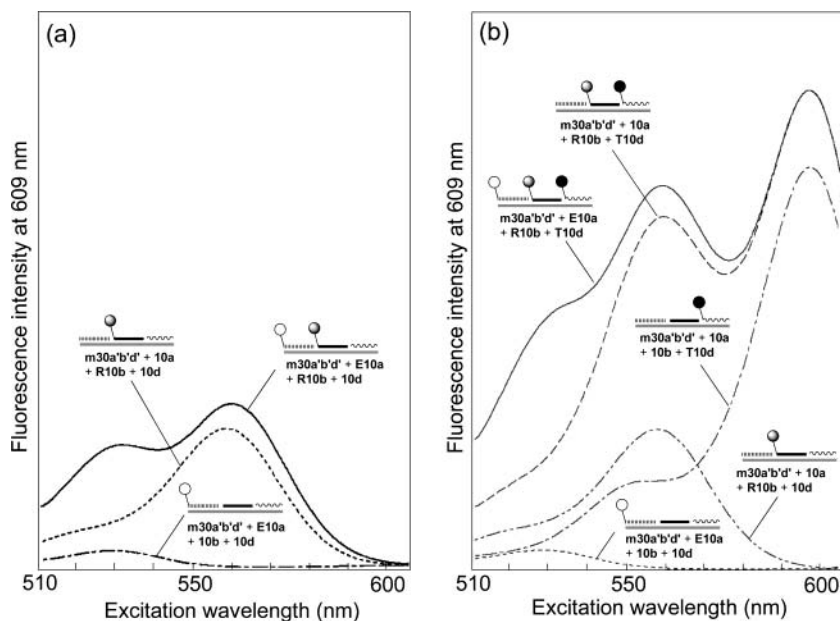 (a)
Fluorescence intensity at 609 nm
m30a'b'd' + 10a
+ R10b + 10d
m30a'b'd' + E10a
+ R10b + 10d
m30a'b'd' + E10a
+ 10b + 10d
510 550 600
Excitation wavelength (nm)
(b)
Fluorescence intensity at 609 nm
m30a'b'd' + 10a
+ R10b + T10d
m30a'b'd' + E10a
+ R10b + T10d
m30a'b'd' + 10a
+ 10b + T10d
m30a'b'd' + 10a
+ R10b + 10d
m30a'b'd' + E10a
+ 10b + 10d
510 550 600
Excitation wavelength (nm)